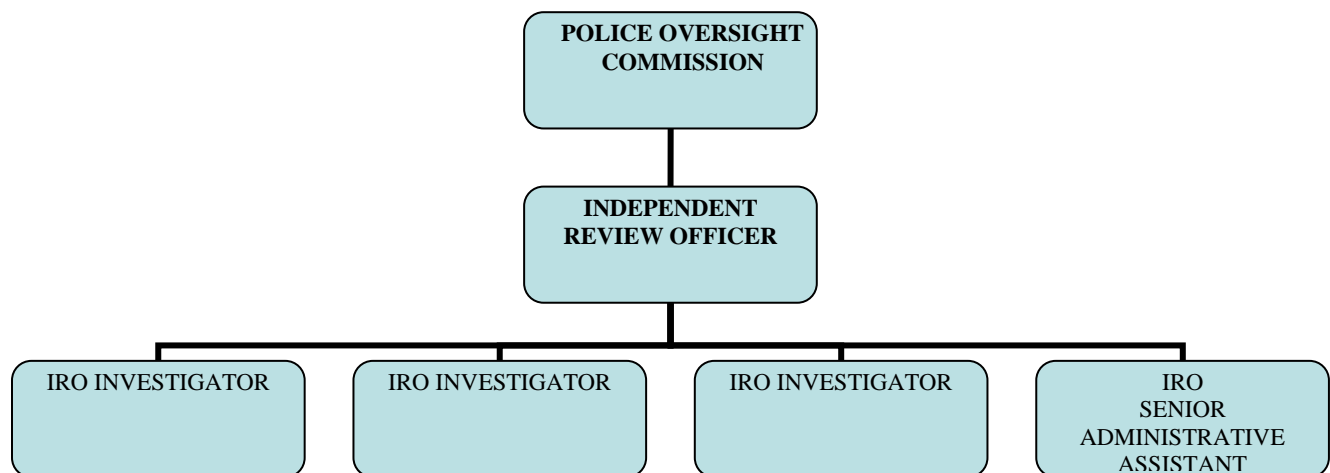 POLICE OVERSIGHT
COMMISSION
INDEPENDENT
REVIEW OFFICER
IRO INVESTIGATOR
IRO INVESTIGATOR
IRO INVESTIGATOR
IRO
SENIOR
ADMINISTRATIVE
ASSISTANT